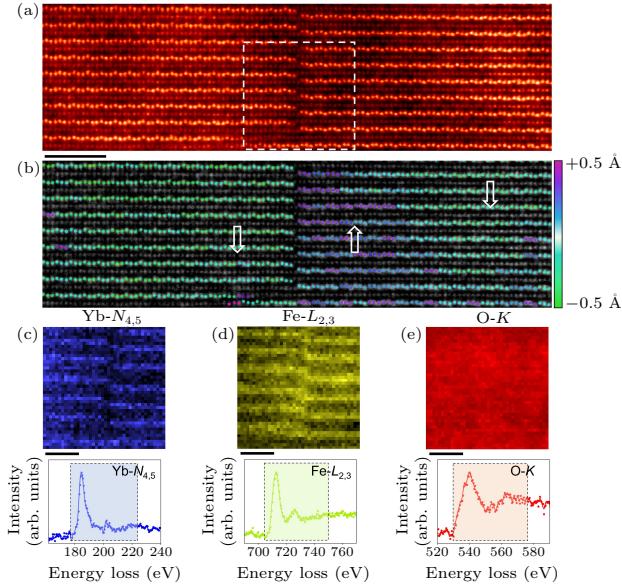 (a)
(b)
+0.5 Å
−0.5 Å
Yb-N4,5
Fe-L2,3
O-K
(c)
(d)
(e)
Intensity
(arb. units)
Yb-N4,5
160 180 200 220 240
Energy loss (eV)
Intensity
(arb. units)
Fe-L2,3
700 720 740 760
Energy loss (eV)
Intensity
(arb. units)
O-K
520 540 560 580
Energy loss (eV)